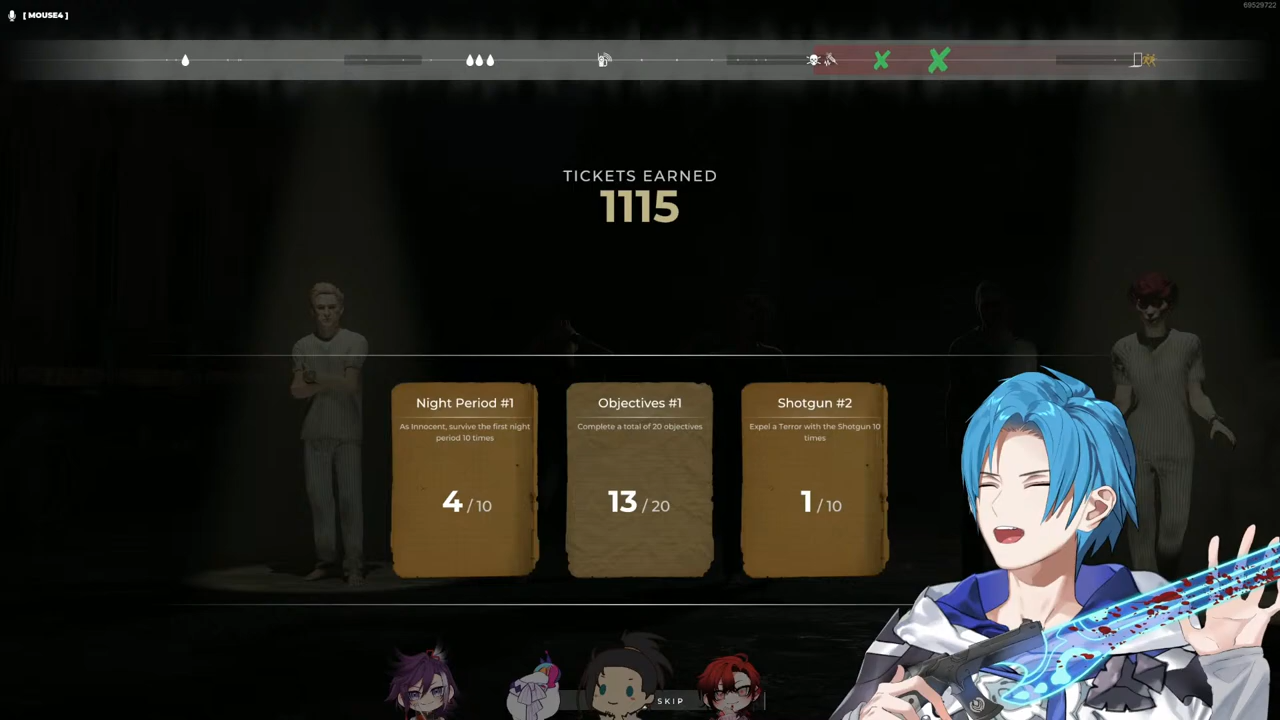 [ MOUSE4 ]
69529722
TICKETS EARNED
1115
Night Period #1
As Innocent, survive the first night
period 10 times
4 / 10
Objectives #1
Complete a total of 20 objectives
13 / 20
Shotgun #2
Expel a Terror with the Shotgun 10
times
1 / 10
SKIP